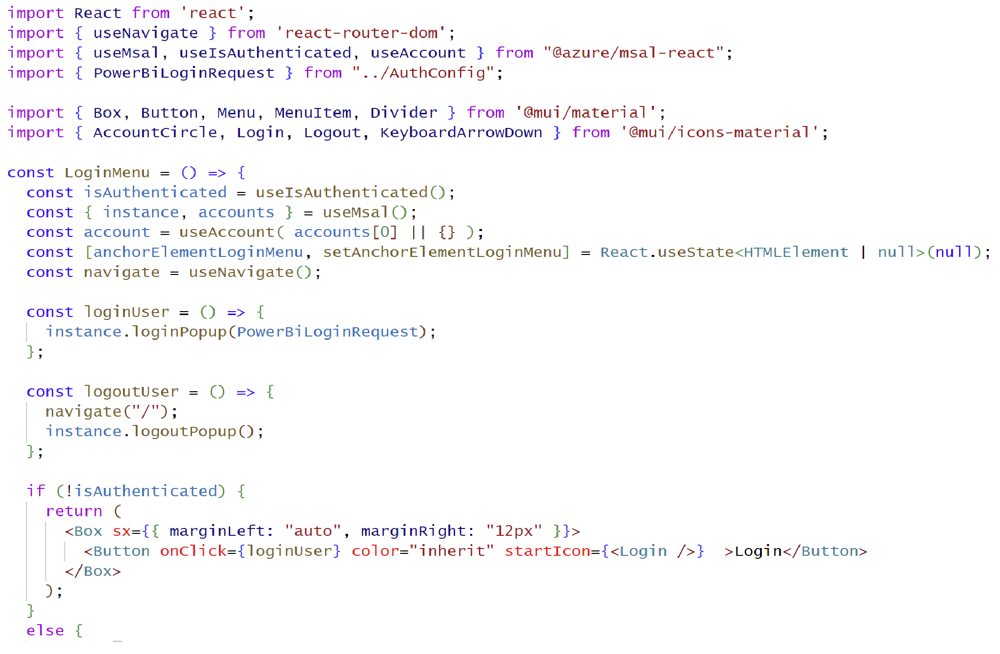 import React from 'react';
import { useNavigate } from 'react-router-dom';
import { useMsal, useIsAuthenticated, useAccount } from "@azure/msal-react";
import { PowerBiLoginRequest } from "../AuthConfig";

import { Box, Button, Menu, MenuItem, Divider } from '@mui/material';
import { AccountCircle, Login, Logout, KeyboardArrowDown } from '@mui/icons-material';

const LoginMenu = () => {
  const isAuthenticated = useIsAuthenticated();
  const { instance, accounts } = useMsal();
  const account = useAccount( accounts[0] || {} );
  const [anchorElementLoginMenu, setAnchorElementLoginMenu] = React.useState<HTMLElement | null>(null);
  const navigate = useNavigate();

  const loginUser = () => {
    instance.loginPopup(PowerBiLoginRequest);
  };

  const logoutUser = () => {
    navigate("/");
    instance.logoutPopup();
  };

  if (!isAuthenticated) {
    return (
      <Box sx={{ marginLeft: "auto", marginRight: "12px" }}>
        <Button onClick={loginUser} color="inherit" startIcon={<Login />}  >Login</Button>
      </Box>
    );
  }
  else {